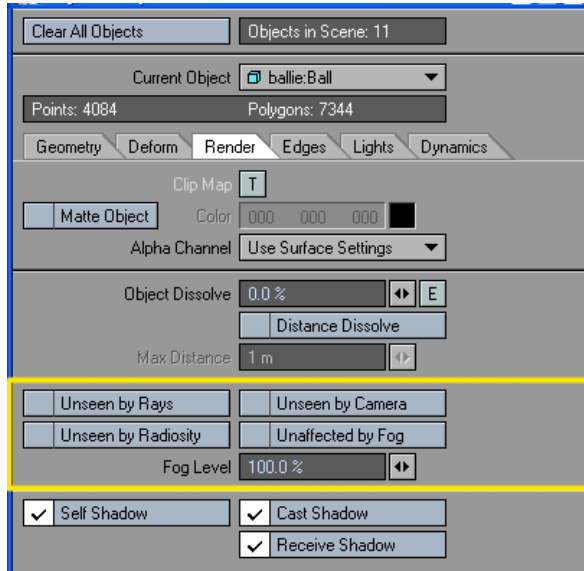 Clear All Objects Objects in Scene: 11
Current Object ballie:Ball
Points: 4084 Polygons: 7344
Geometry Deform Render Edges Lights Dynamics
Clip Map T
Matte Object Color 000 000 000
Alpha Channel Use Surface Settings
Object Dissolve 0.0 % E
Distance Dissolve
Max Distance 1 m
Unseen by Rays Unseen by Camera
Unseen by Radiosity Unaffected by Fog
Fog Level 100.0 %
Self Shadow Cast Shadow
Receive Shadow